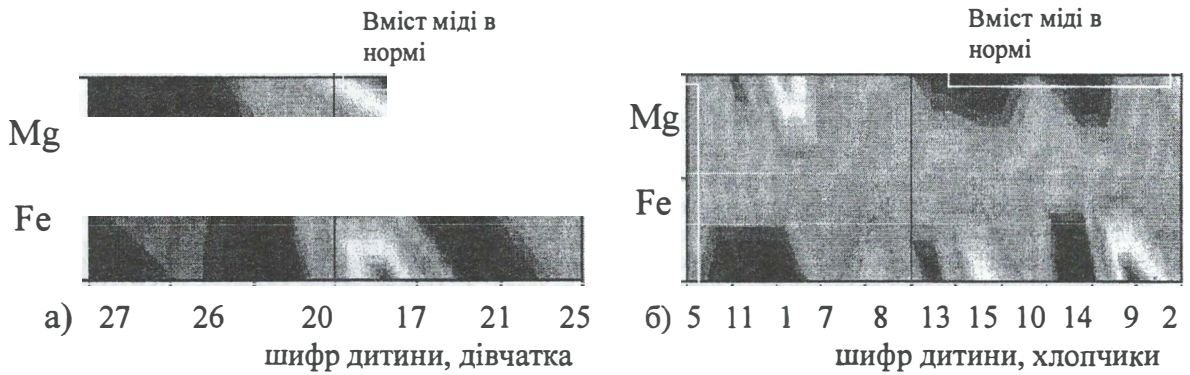 Вміст міді в
нормі
Mg
Fe
а) 27 26 20 17 21 25
шифр дитини, дівчатка
Вміст міді в
нормі
Mg
Fe
б) 5 11 1 7 8 13 15 10 14 9 2
шифр дитини, хлопчики